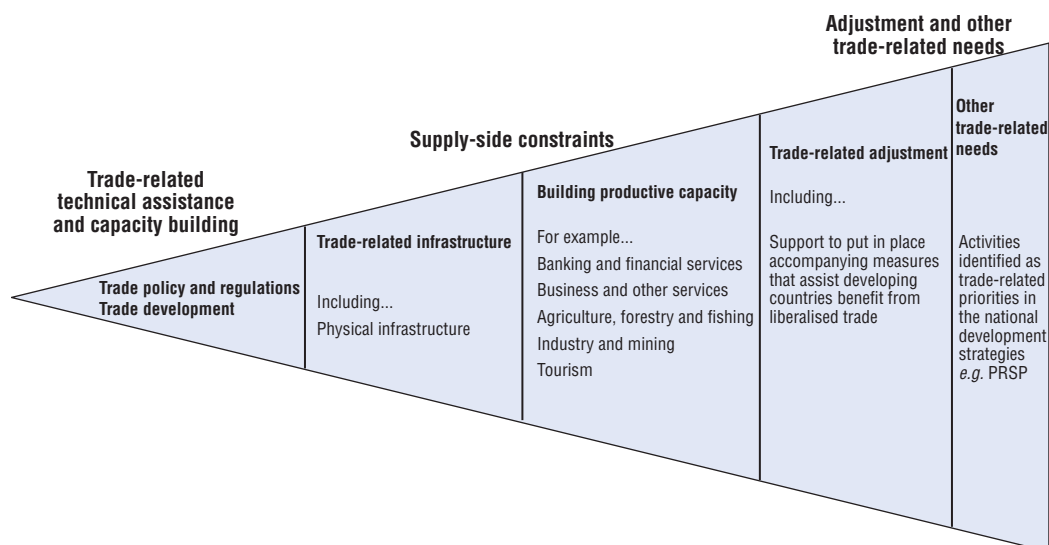 Adjustment and other
trade-related needs
Supply-side constraints
Trade-related
technical assistance
and capacity building
Trade policy and regulations
Trade development
Trade-related infrastructure
Including...
Physical infrastructure
Building productive capacity
For example...
Banking and financial services
Business and other services
Agriculture, forestry and fishing
Industry and mining
Tourism
Trade-related adjustment
Including...
Support to put in place
accompanying measures
that assist developing
countries benefit from
liberalised trade
Other
trade-related
needs
Activities
identified as
trade-related
priorities in
the national
development
strategies
e.g. PRSP